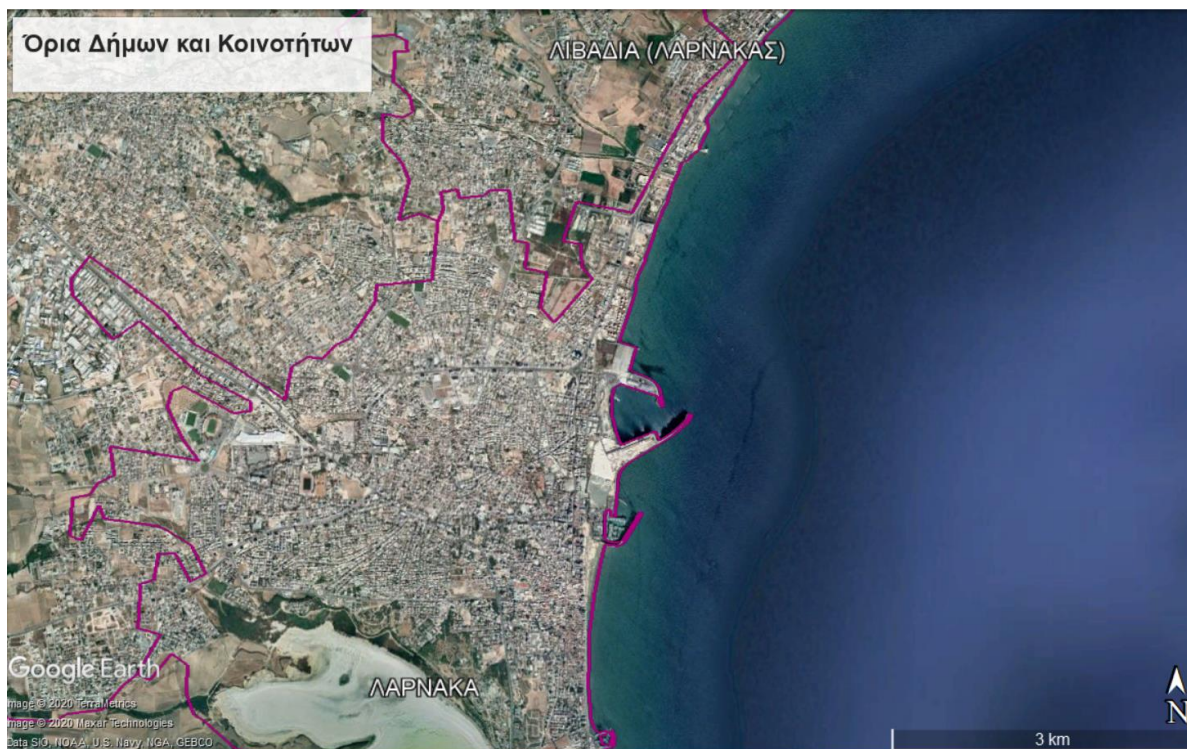 Όρια Δήμων και Κοινοτήτων
ΛΙΒΑΔΙΑ (ΛΑΡΝΑΚΑΣ)
ΛΑΡΝΑΚΑ
Google Earth
Image © 2020 TerraMetrics
Image © 2020 Maxar Technologies
Data SIO, NOAA, U.S. Navy, NGA, GEBCO
3 km
N